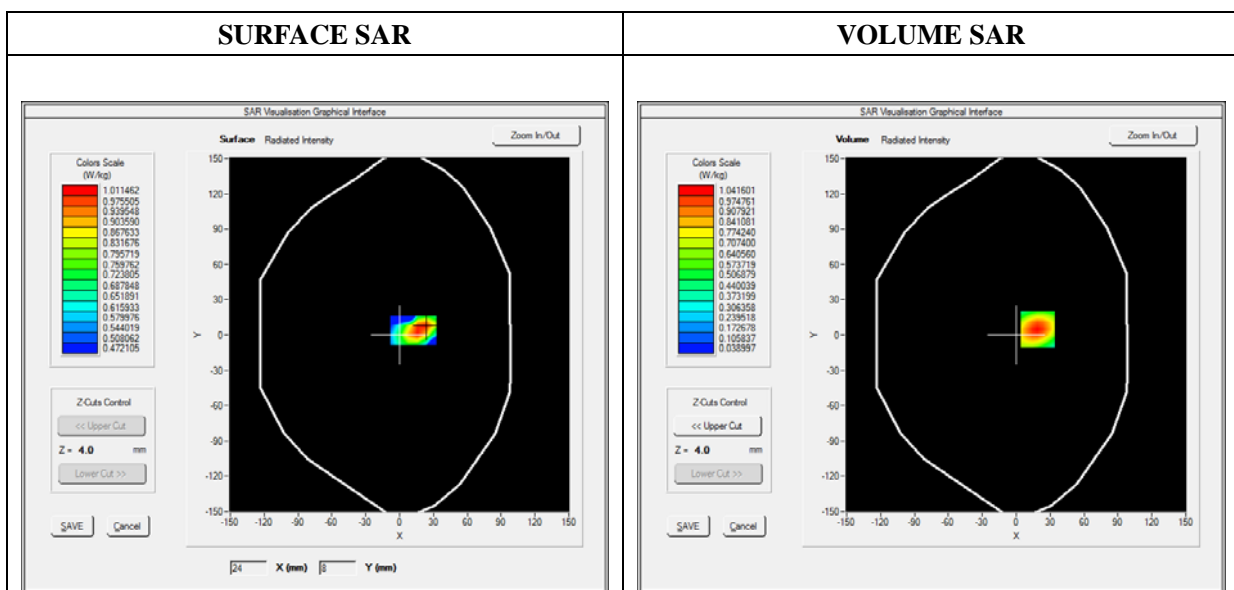 SURFACE SAR
VOLUME SAR
SAR Visualisation Graphical Interface
Surface Radiated Intensity
Zoom In/Out
Colors Scale
(W/kg)
1.011462
0.975505
0.939548
0.903590
0.867633
0.831676
0.795719
0.759762
0.723805
0.687848
0.651891
0.615933
0.579976
0.544019
0.508062
0.472105
Z-Cuts Control
<< Upper Cut
Z = 4.0 mm
Lower Cut >>
SAVE Cancel
150
120
90
60
30
0
-30
-60
-90
-120
-150
Y
-150 -120 -90 -60 -30 0 30 60 90 120 150
X
24 X (mm) 8 Y (mm)
SAR Visualisation Graphical Interface
Volume Radiated Intensity
Zoom In/Out
Colors Scale
(W/kg)
1.041601
0.974761
0.907921
0.841081
0.774240
0.707400
0.640560
0.573719
0.506879
0.440039
0.373199
0.306358
0.239518
0.172678
0.105837
0.038997
Z-Cuts Control
<< Upper Cut
Z = 4.0 mm
Lower Cut >>
SAVE Cancel
150
120
90
60
30
0
-30
-60
-90
-120
-150
Y
-150 -120 -90 -60 -30 0 30 60 90 120 150
X